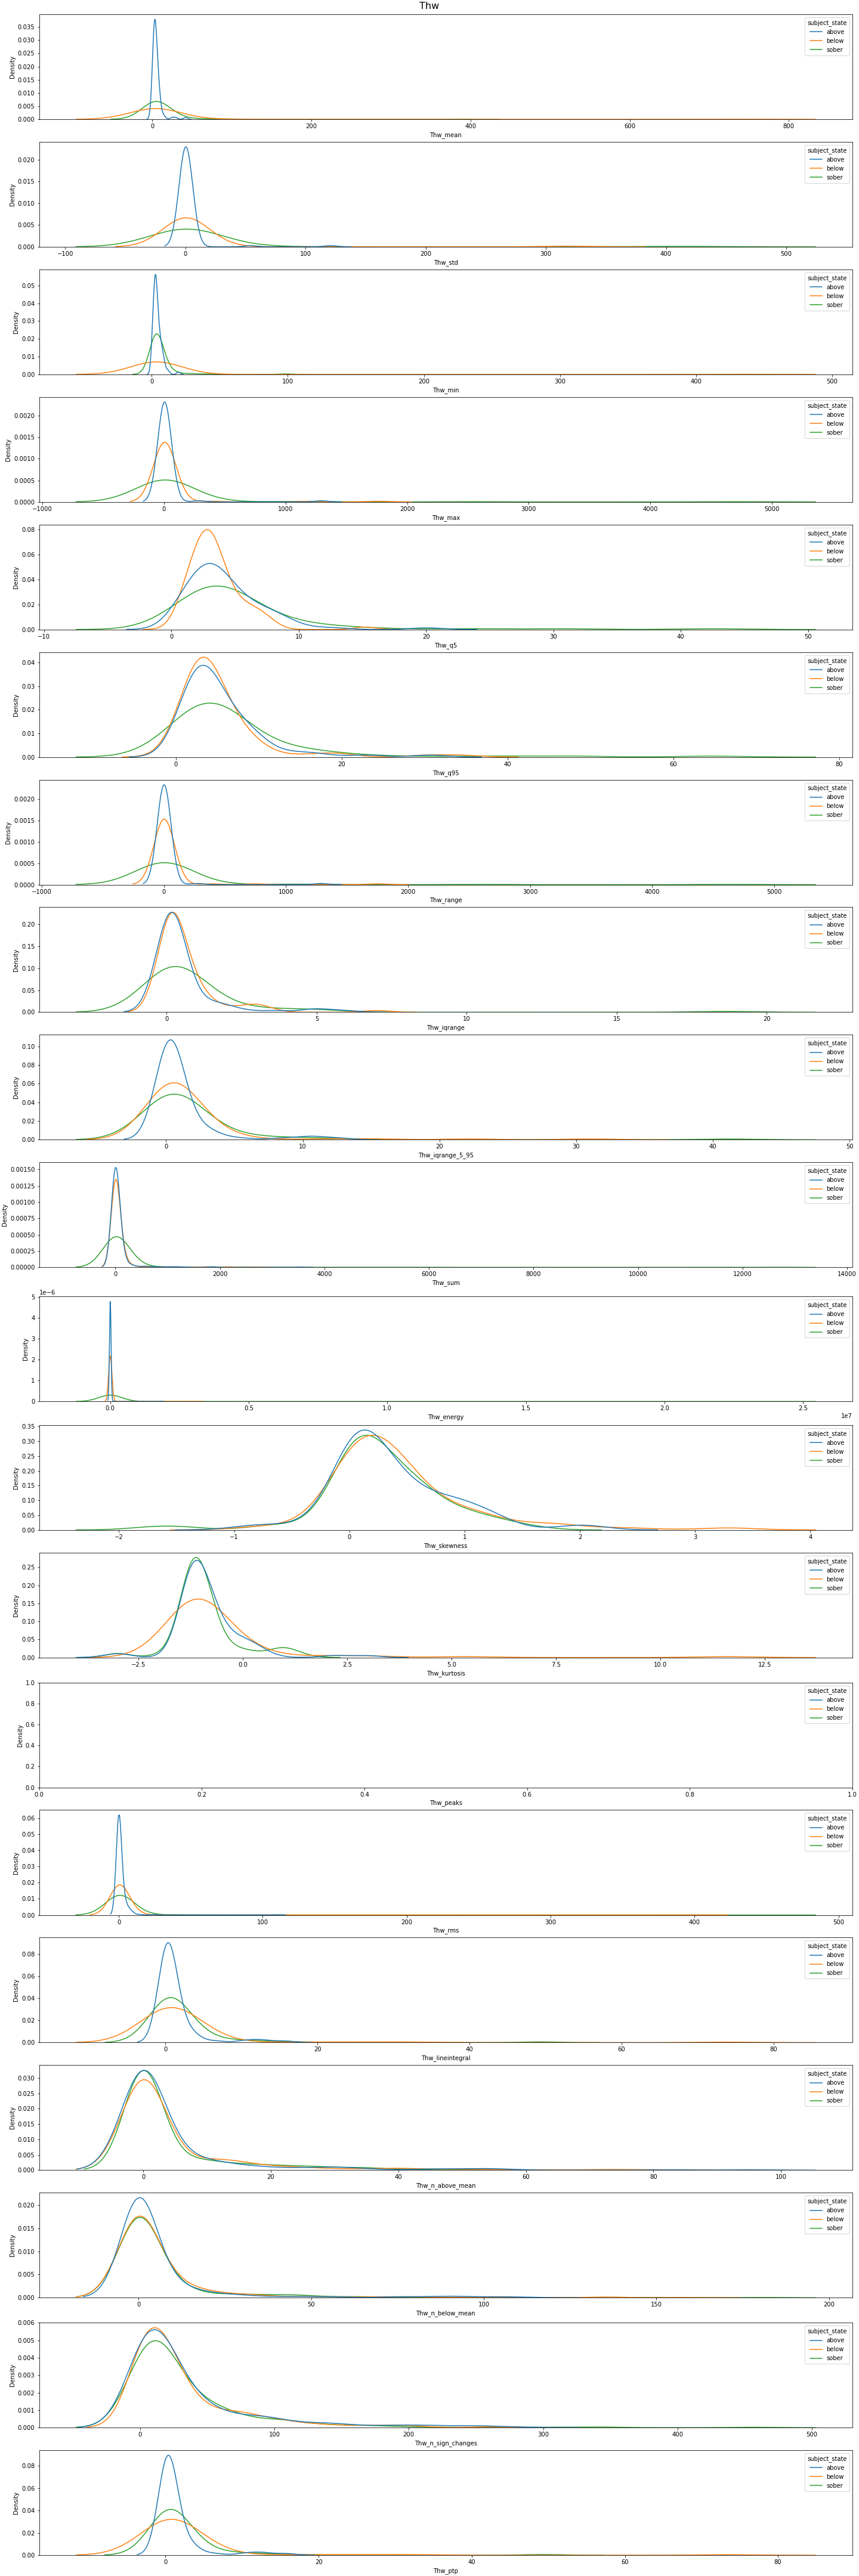 Thw
subject_state
above
below
sober
Density
0.035
0.030
0.025
0.020
0.015
0.010
0.005
0.000
0 200 400 600 800
Thw_mean
subject_state
above
below
sober
Density
0.020
0.015
0.010
0.005
0.000
−100 0 100 200 300 400 500
Thw_std
subject_state
above
below
sober
Density
0.05
0.04
0.03
0.02
0.01
0.00
0 100 200 300 400 500
Thw_min
subject_state
above
below
sober
Density
0.0020
0.0015
0.0010
0.0005
0.0000
−1000 0 1000 2000 3000 4000 5000
Thw_max
subject_state
above
below
sober
Density
0.08
0.06
0.04
0.02
0.00
−10 0 10 20 30 40 50
Thw_q5
subject_state
above
below
sober
Density
0.04
0.03
0.02
0.01
0.00
0 20 40 60 80
Thw_q95
subject_state
above
below
sober
Density
0.0020
0.0015
0.0010
0.0005
0.0000
−1000 0 1000 2000 3000 4000 5000
Thw_range
subject_state
above
below
sober
Density
0.20
0.15
0.10
0.05
0.00
0 5 10 15 20
Thw_iqrange
subject_state
above
below
sober
Density
0.10
0.08
0.06
0.04
0.02
0.00
0 10 20 30 40 50
Thw_iqrange_5_95
subject_state
above
below
sober
Density
0.00150
0.00125
0.00100
0.00075
0.00050
0.00025
0.00000
0 2000 4000 6000 8000 10000 12000 14000
Thw_sum
1e−6
subject_state
above
below
sober
Density
5
4
3
2
1
0
0.0 0.5 1.0 1.5 2.0 2.5
1e7
Thw_energy
subject_state
above
below
sober
Density
0.35
0.30
0.25
0.20
0.15
0.10
0.05
0.00
−2 −1 0 1 2 3 4
Thw_skewness
subject_state
above
below
sober
Density
0.25
0.20
0.15
0.10
0.05
0.00
−2.5 0.0 2.5 5.0 7.5 10.0 12.5
Thw_kurtosis
subject_state
above
below
sober
Density
1.0
0.8
0.6
0.4
0.2
0.0
0.0 0.2 0.4 0.6 0.8 1.0
Thw_peaks
subject_state
above
below
sober
Density
0.06
0.05
0.04
0.03
0.02
0.01
0.00
0 100 200 300 400 500
Thw_rms
subject_state
above
below
sober
Density
0.08
0.06
0.04
0.02
0.00
0 20 40 60 80
Thw_lineintegral
subject_state
above
below
sober
Density
0.030
0.025
0.020
0.015
0.010
0.005
0.000
0 20 40 60 80 100
Thw_n_above_mean
subject_state
above
below
sober
Density
0.020
0.015
0.010
0.005
0.000
0 50 100 150 200
Thw_n_below_mean
subject_state
above
below
sober
Density
0.006
0.005
0.004
0.003
0.002
0.001
0.000
0 100 200 300 400 500
Thw_n_sign_changes
subject_state
above
below
sober
Density
0.08
0.06
0.04
0.02
0.00
0 20 40 60 80
Thw_ptp